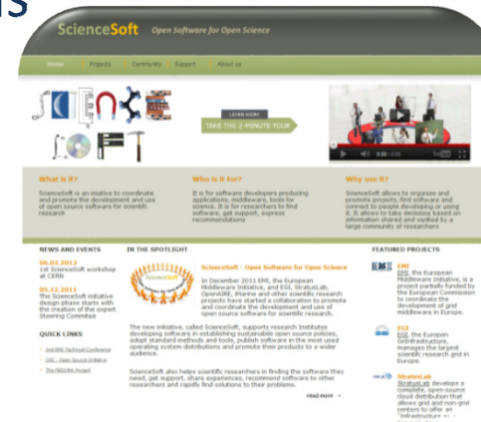 ScienceSoft Open Software for Open Science
Home Projects Community Support About us
LEARN MORE
TAKE THE 2-MINUTE TOUR
What is it?
ScienceSoft is an iniative to coordinate
and promote the development and use
of open source software for scientific
research
Who is it for?
It is for software developers producing
applications, middleware, tools for
science. It is for researchers to find
software, get support, express
recommendations
Why use it?
ScienceSoft allows to organize and
promote projects, find software and
connect to people developing or using
it. It allows to take decisions based on
information shared and verified by a
large community of researchers
NEWS AND EVENTS
06.02.2012
1st ScienceSoft workshop
at CERN
05.12.2011
The ScienceSoft initiative
design phase starts with
the creation of the expert
Steering Committee
QUICK LINKS
2nd EMI Technical Conference
OSI - Open Source Initiative
IN THE SPOTLIGHT
ScienceSoft - Open Software for Open Science
In December 2011 EMI, the European
Middleware Initiative, and EGI, StratusLab,
OpenAIRE, iMarine and other scientific research
projects have started a collaboration to promote
and coordinate the development and use of
open source software for scientific research.
The new initiative, called ScienceSoft, supports research Institutes
developing software in establishing sustainable open source policies,
adopt standard methods and tools, publish software in the most used
operating system distributions and promote their products to a wider
audience.
ScienceSoft also helps scientific researchers in finding the software they
need, get support, share experiences, recommend software to other
researchers and rapidly find solutions to their problems.
read more →
FEATURED PROJECTS
EMI
EMI, the European
Middleware Initiative, is a
project partially funded by
the European Commission
to coordinate the
development of grid
middleware in Europe.
EGI
EGI, the European
Grid Infrastructure,
manages the largest
scientific research grid in
Europe.
StratusLab
StratusLab develops a
complete, open-source
cloud distribution that
allows grid and non-grid
centers to offer an
"Infrastructure as a